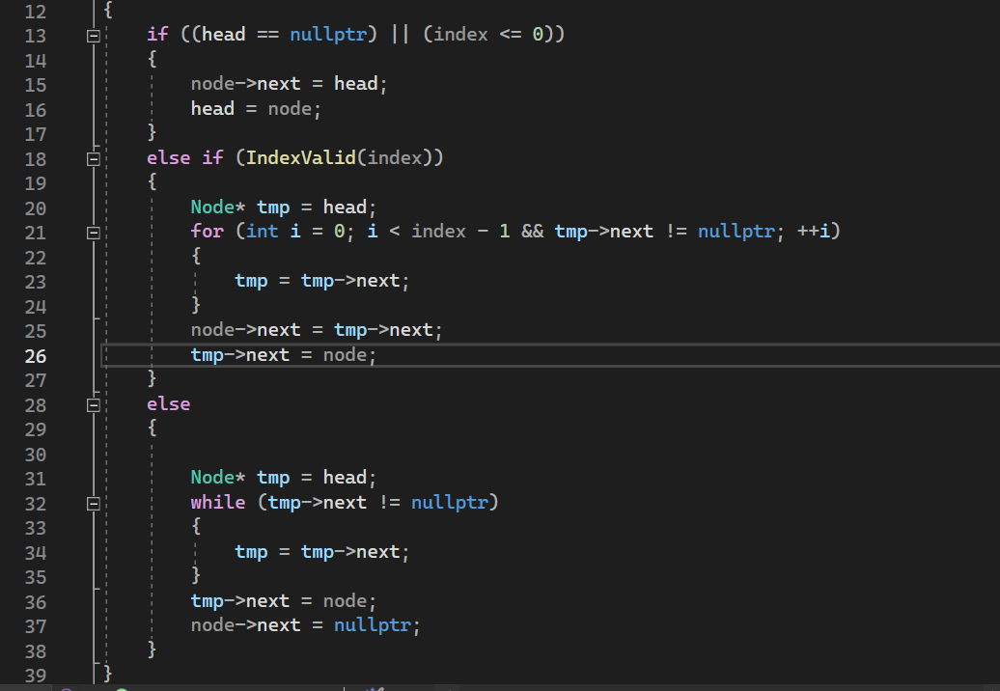 12 {
13 if ((head == nullptr) || (index <= 0))
14 {
15 node->next = head;
16 head = node;
17 }
18 else if (IndexValid(index))
19 {
20 Node* tmp = head;
21 for (int i = 0; i < index - 1 && tmp->next != nullptr; ++i)
22 {
23 tmp = tmp->next;
24 }
25 node->next = tmp->next;
26 tmp->next = node;
27 }
28 else
29 {
30
31 Node* tmp = head;
32 while (tmp->next != nullptr)
33 {
34 tmp = tmp->next;
35 }
36 tmp->next = node;
37 node->next = nullptr;
38 }
39 }